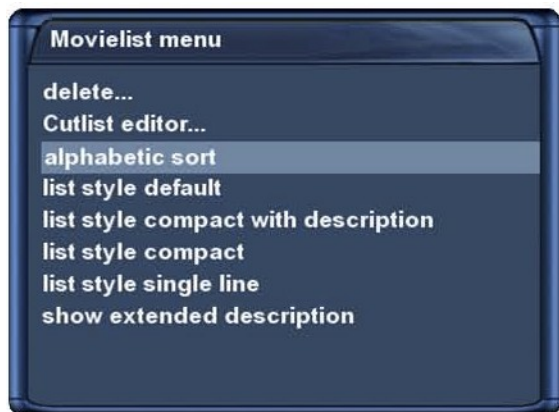 Movielist menu
delete...
Cutlist editor...
alphabetic sort
list style default
list style compact with description
list style compact
list style single line
show extended description